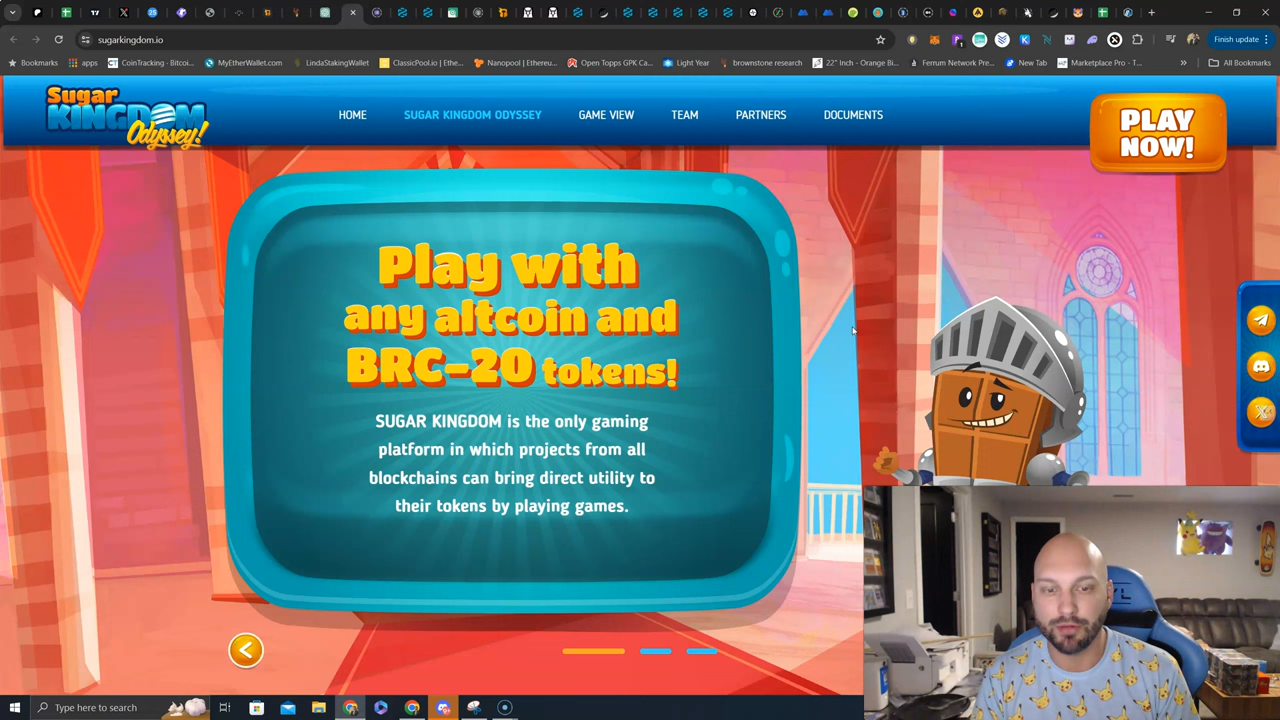 sugarkingdom.io
Finish update
Bookmarks
apps
CoinTracking - Bitcoi...
MyEtherWallet.com
LindaStakingWallet
ClassicPool.io | Ethe...
Nanopool | Ethereu...
Open Topps GPK Ca...
Light Year
brownstone research
22" Inch - Orange Bi...
Ferrum Network Pre...
New Tab
Marketplace Pro - T...
»
All Bookmarks
Sugar
KINGDOM
Odyssey!
HOME
SUGAR KINGDOM ODYSSEY
GAME VIEW
TEAM
PARTNERS
DOCUMENTS
PLAY
NOW!
Play with
any altcoin and
BRC-20 tokens!
SUGAR KINGDOM is the only gaming
platform in which projects from all
blockchains can bring direct utility to
their tokens by playing games.
Type here to search